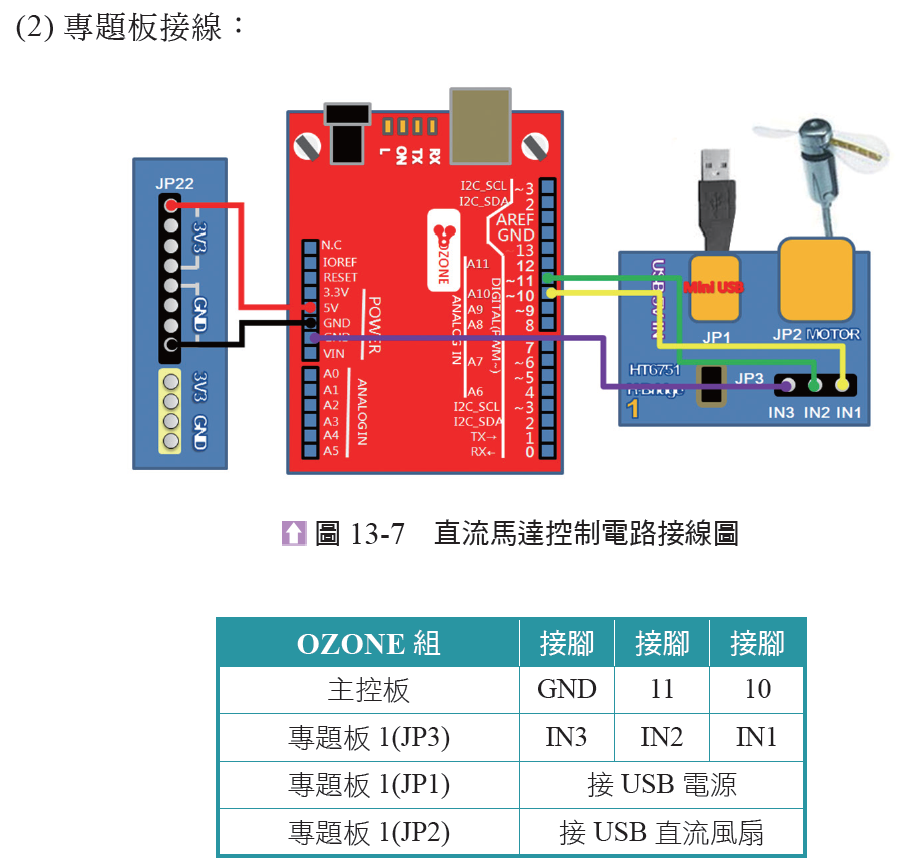 (2) 專題板接線：
JP22
3V3
GND
3V3
GND
L
ON
TX
RX
N.C
IOREF
RESET
3.3V
5V
GND
GND
VIN
POWER
A0
A1
A2
A3
A4
A5
ANALOG IN
OZONE
I2C_SCL ~3
I2C_SDA 2
AREF
GND
13
A11 12
~11
A10 ~10
A9 ~9
A8 8
7
A7 ~6
~5
A6 4
I2C_SCL ~3
I2C_SDA 2
TX→ 1
RX← 0
ANALOG IN
DIGITAL(PWM~)
Mini USB
JP1
JP2 MOTOR
HT6751
H-Bridge
1
JP3
IN3 IN2 IN1
圖 13-7 直流馬達控制電路接線圖
OZONE 組 接腳 接腳 接腳
主控板 GND 11 10
專題板 1(JP3) IN3 IN2 IN1
專題板 1(JP1) 接 USB 電源
專題板 1(JP2) 接 USB 直流風扇